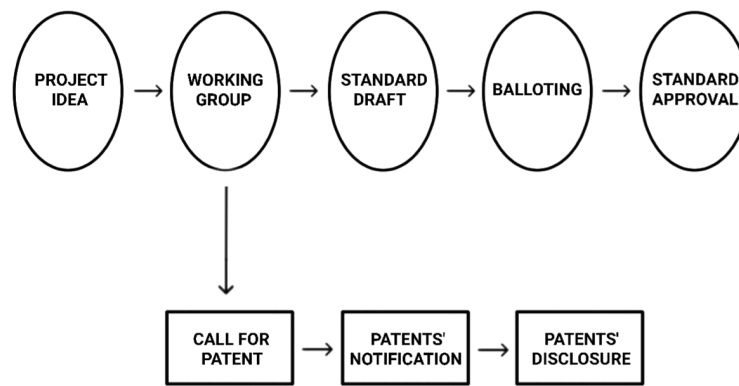 PROJECT
IDEA
WORKING
GROUP
STANDARD
DRAFT
BALLOTING
STANDARD
APPROVAL
CALL FOR
PATENT
PATENTS'
NOTIFICATION
PATENTS'
DISCLOSURE